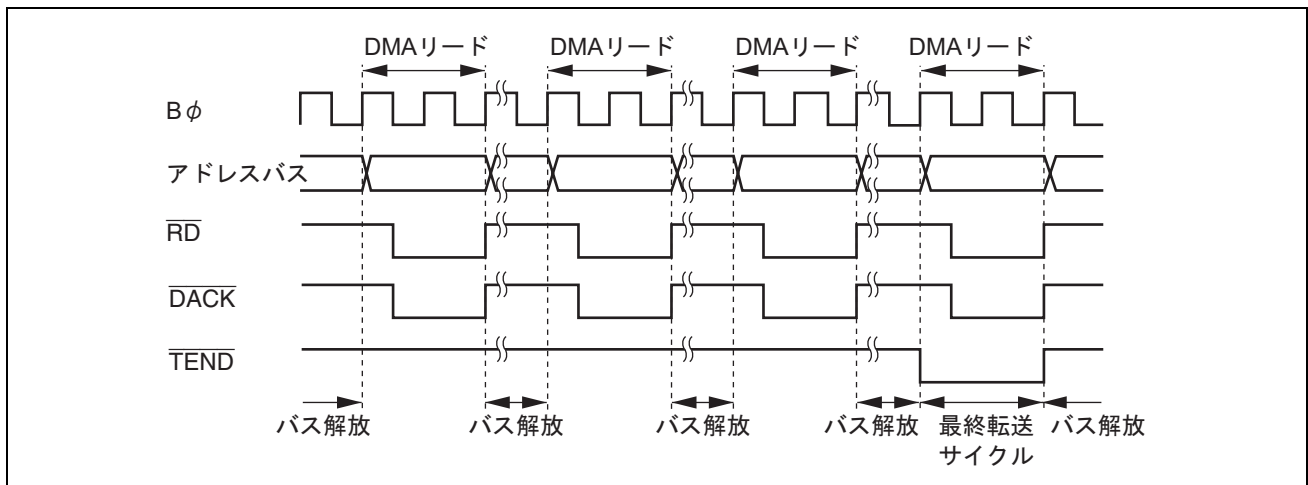 DMAリード DMAリード DMAリード DMAリード
Bφ
アドレスバス
RD
DACK
TEND
バス解放 バス解放 バス解放 バス解放 最終転送 バス解放
サイクル